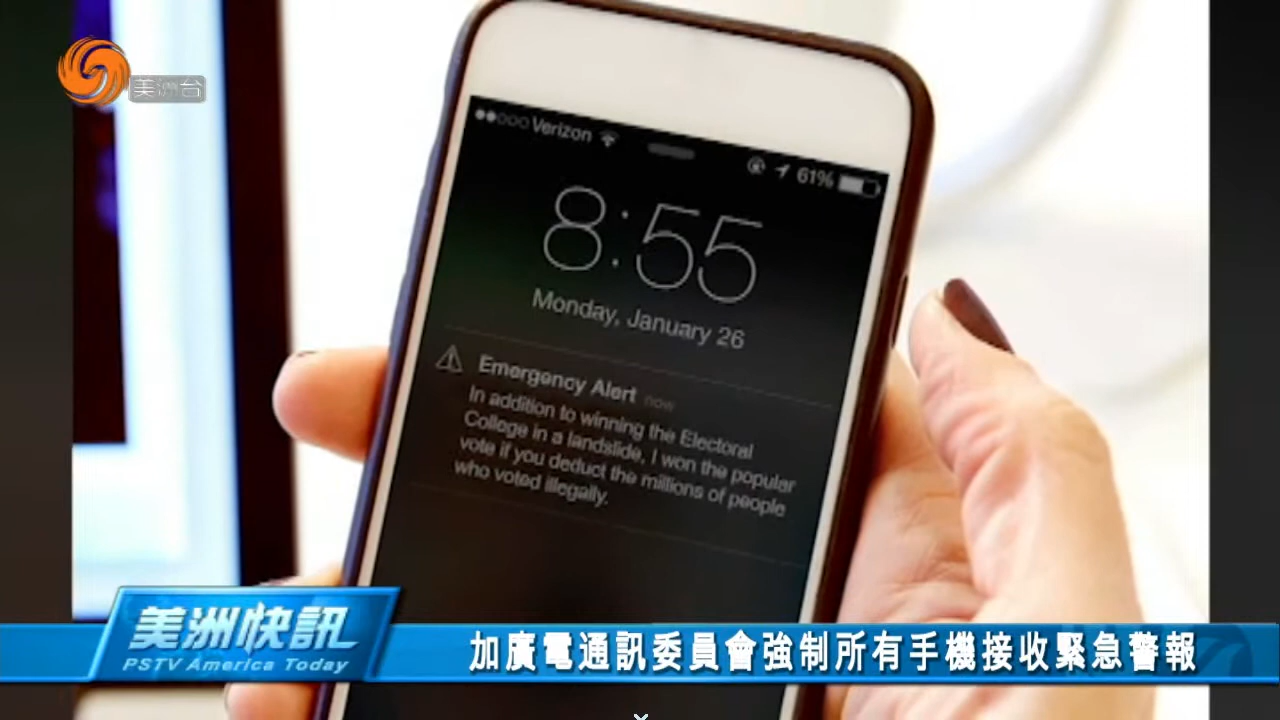 美洲台
Verizon
61%
8:55
Monday, January 26
Emergency Alert now
In addition to winning the Electoral
College in a landslide, I won the popular
vote if you deduct the millions of people
who voted illegally.
美洲快訊
PSTV America Today
加廣電通訊委員會強制所有手機接收緊急警報